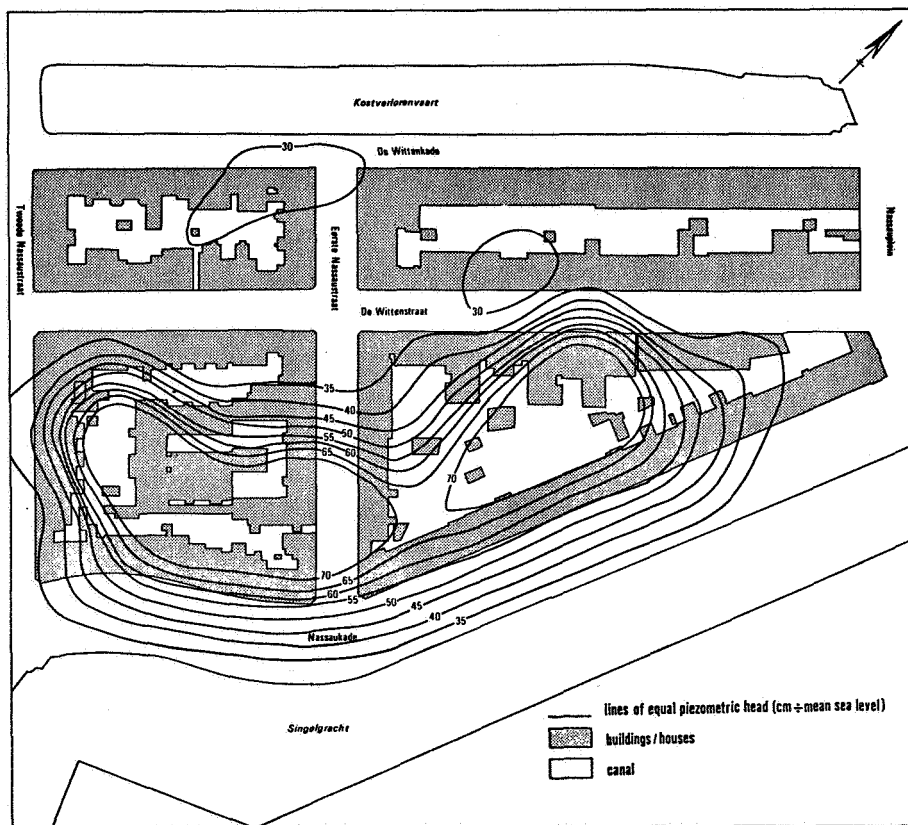 Kostverlorenvaart
De Wittenkade
30
Tweede Nassaustraat
Eerste Nassaustraat
Nassauplein
30
De Wittenstraat
35
40
45
50
55
60
65
70
70
65
60
55
50
45
40
35
Nassaukade
Singelgracht
lines of equal piezometric head (cm÷mean sea level)
buildings/houses
canal